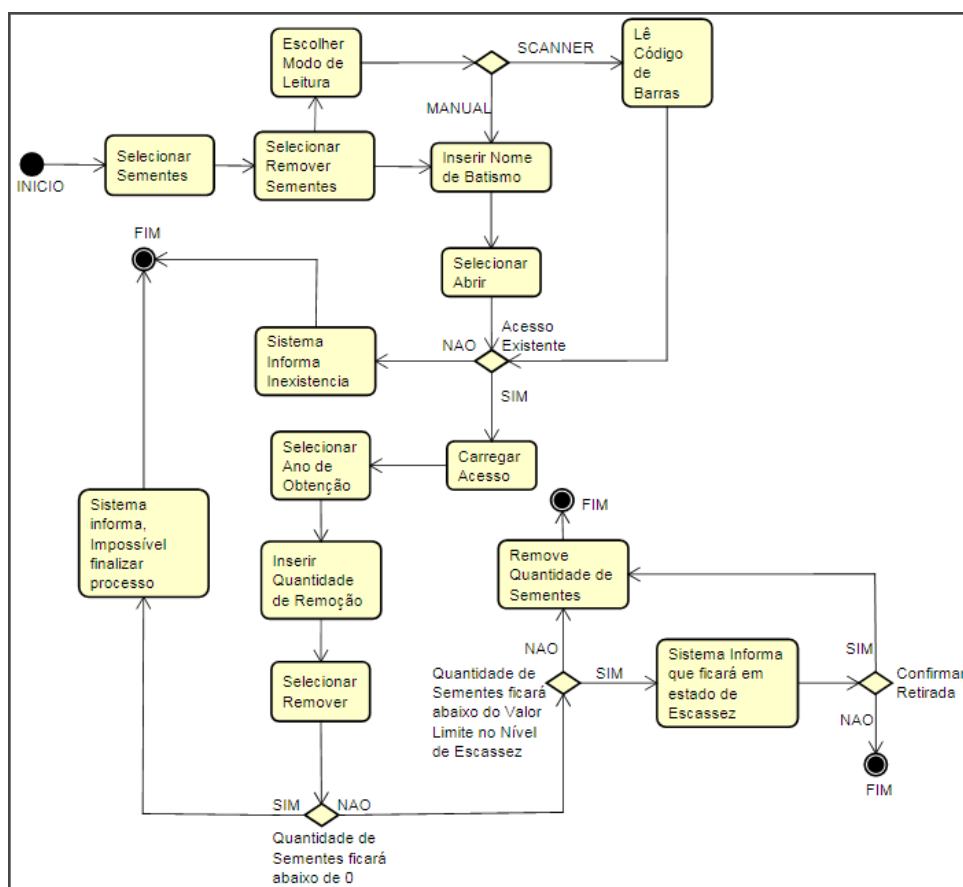 Escolher
Modo de
Leitura
SCANNER
Lê
Código
de
Barras
MANUAL
INICIO
Selecionar
Sementes
Selecionar
Remover
Sementes
Inserir Nome
de Batismo
FIM
Selecionar
Abrir
Sistema
Informa
Inexistencia
NAO
Acesso
Existente
SIM
Selecionar
Ano de
Obtenção
Carregar
Acesso
Sistema
informa,
Impossível
finalizar
processo
Inserir
Quantidade
de Remoção
FIM
Remove
Quantidade de
Sementes
Selecionar
Remover
NAO
Quantidade de
Sementes ficará
abaixo do Valor
Limite no Nível
de Escassez
SIM
Sistema Informa
que ficará em
estado de
Escassez
SIM
Confirmar
Retirada
NAO
FIM
SIM
NAO
Quantidade de
Sementes ficará
abaixo de 0